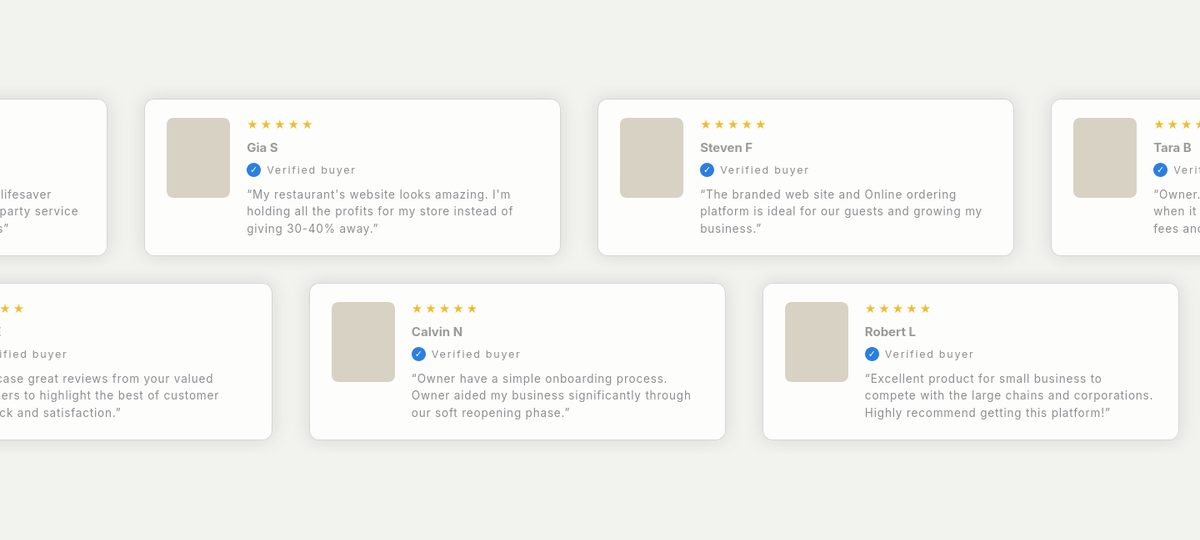 lifesaver
party service
s”
Gia S
Verified buyer
“My restaurant's website looks amazing. I'm
holding all the profits for my store instead of
giving 30-40% away.”
Steven F
Verified buyer
“The branded web site and Online ordering
platform is ideal for our guests and growing my
business.”
Tara B
“Owner.
when it
fees
ified buyer
case great reviews from your valued
ers to highlight the best of customer
ck and satisfaction.”
Calvin N
Verified buyer
“Owner have a simple onboarding process.
Owner aided my business significantly through
our soft reopening phase.”
Robert L
Verified buyer
“Excellent product for small business to
compete with the large chains and corporations.
Highly recommend getting this platform!”